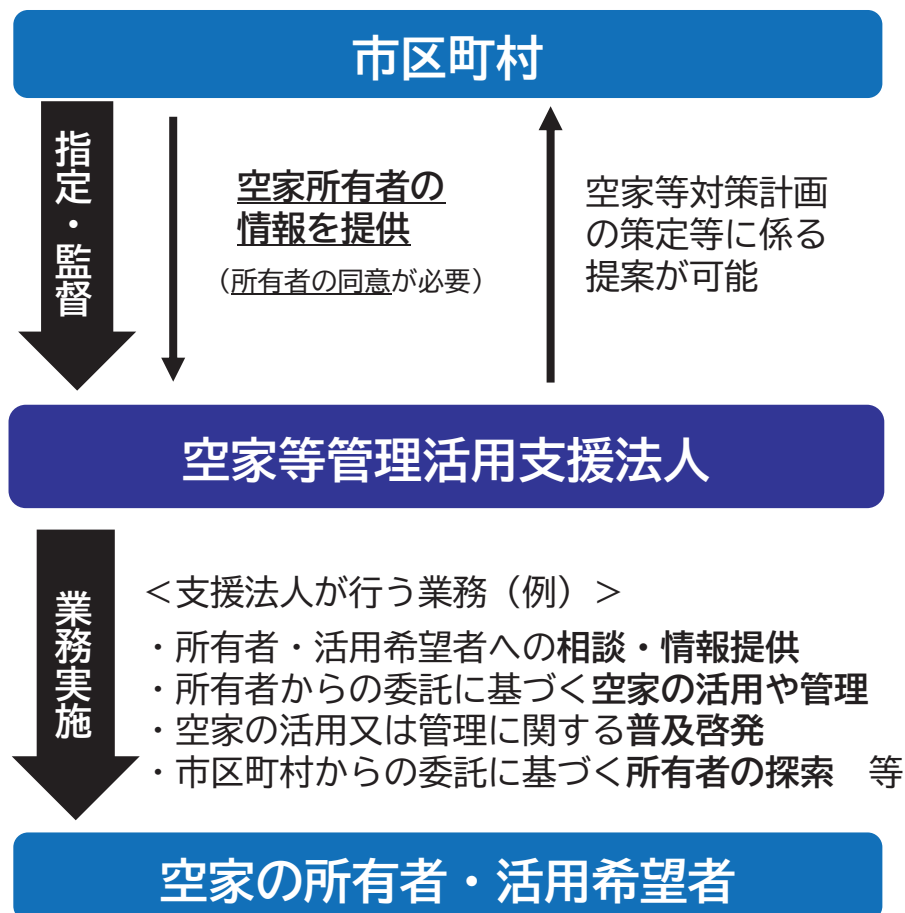 市区町村
指定・監督
空家所有者の
情報を提供
（所有者の同意が必要）
空家等対策計画
の策定等に係る
提案が可能
空家等管理活用支援法人
業務実施
＜支援法人が行う業務（例）＞
・所有者・活用希望者への相談・情報提供
・所有者からの委託に基づく空家の活用や管理
・空家の活用又は管理に関する普及啓発
・市区町村からの委託に基づく所有者の探索　等
空家の所有者・活用希望者